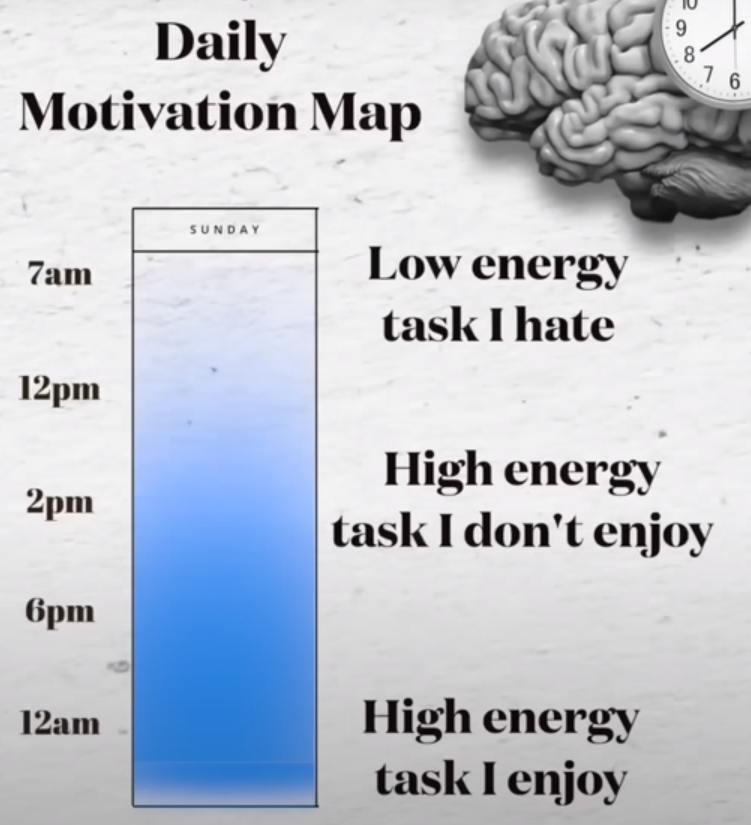 Daily
Motivation Map
10
9
8
7 6
SUNDAY
7am
Low energy
task I hate
12pm
High energy
2pm
task I don't enjoy
6pm
12am
High energy
task I enjoy